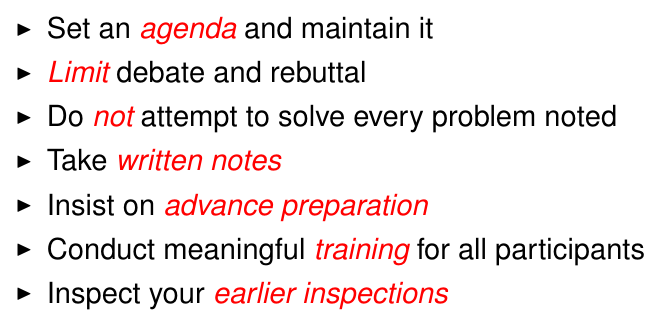 ▶ Set an agenda and maintain it
▶ Limit debate and rebuttal
▶ Do not attempt to solve every problem noted
▶ Take written notes
▶ Insist on advance preparation
▶ Conduct meaningful training for all participants
▶ Inspect your earlier inspections